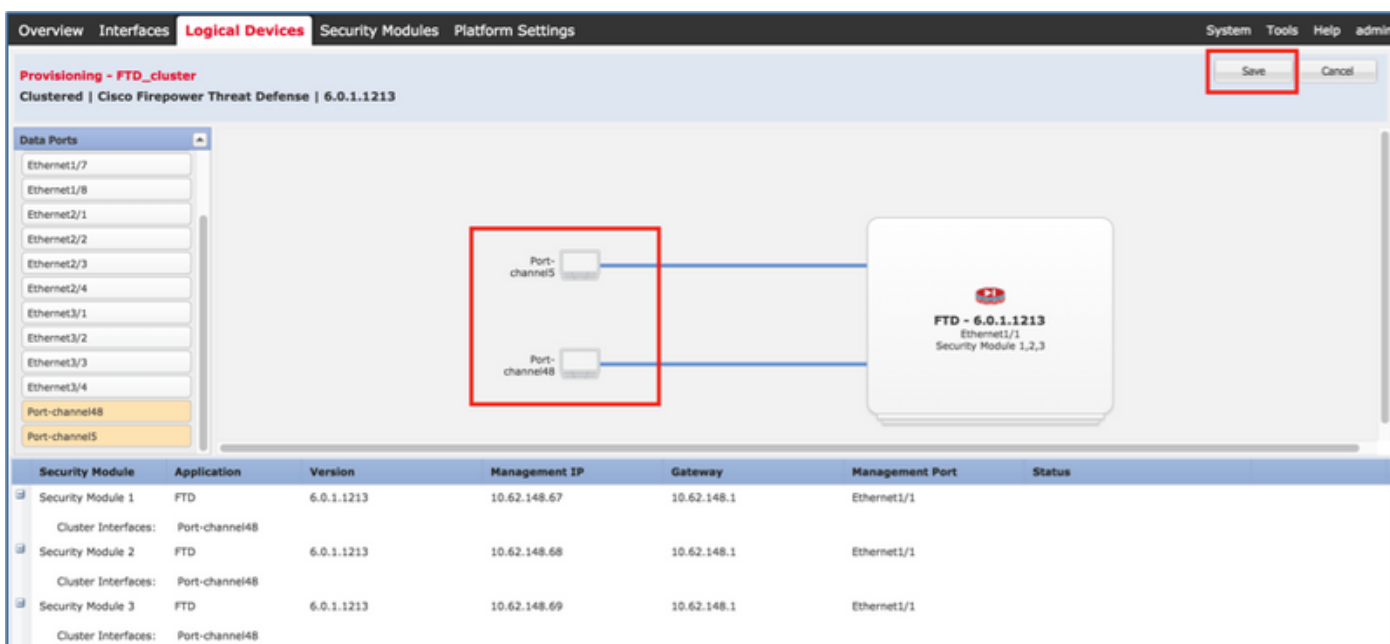 Overview Interfaces Logical Devices Security Modules Platform Settings System Tools Help admin
Provisioning - FTD_cluster
Clustered | Cisco Firepower Threat Defense | 6.0.1.1213
Save Cancel
Data Ports
Ethernet1/7
Ethernet1/8
Ethernet2/1
Ethernet2/2
Ethernet2/3
Ethernet2/4
Ethernet3/1
Ethernet3/2
Ethernet3/3
Ethernet3/4
Port-channel48
Port-channel5
Port-
channel5
Port-
channel48
FTD - 6.0.1.1213
Ethernet1/1
Security Module 1,2,3
Security Module Application Version Management IP Gateway Management Port Status
Security Module 1 FTD 6.0.1.1213 10.62.148.67 10.62.148.1 Ethernet1/1
Cluster Interfaces: Port-channel48
Security Module 2 FTD 6.0.1.1213 10.62.148.68 10.62.148.1 Ethernet1/1
Cluster Interfaces: Port-channel48
Security Module 3 FTD 6.0.1.1213 10.62.148.69 10.62.148.1 Ethernet1/1
Cluster Interfaces: Port-channel48